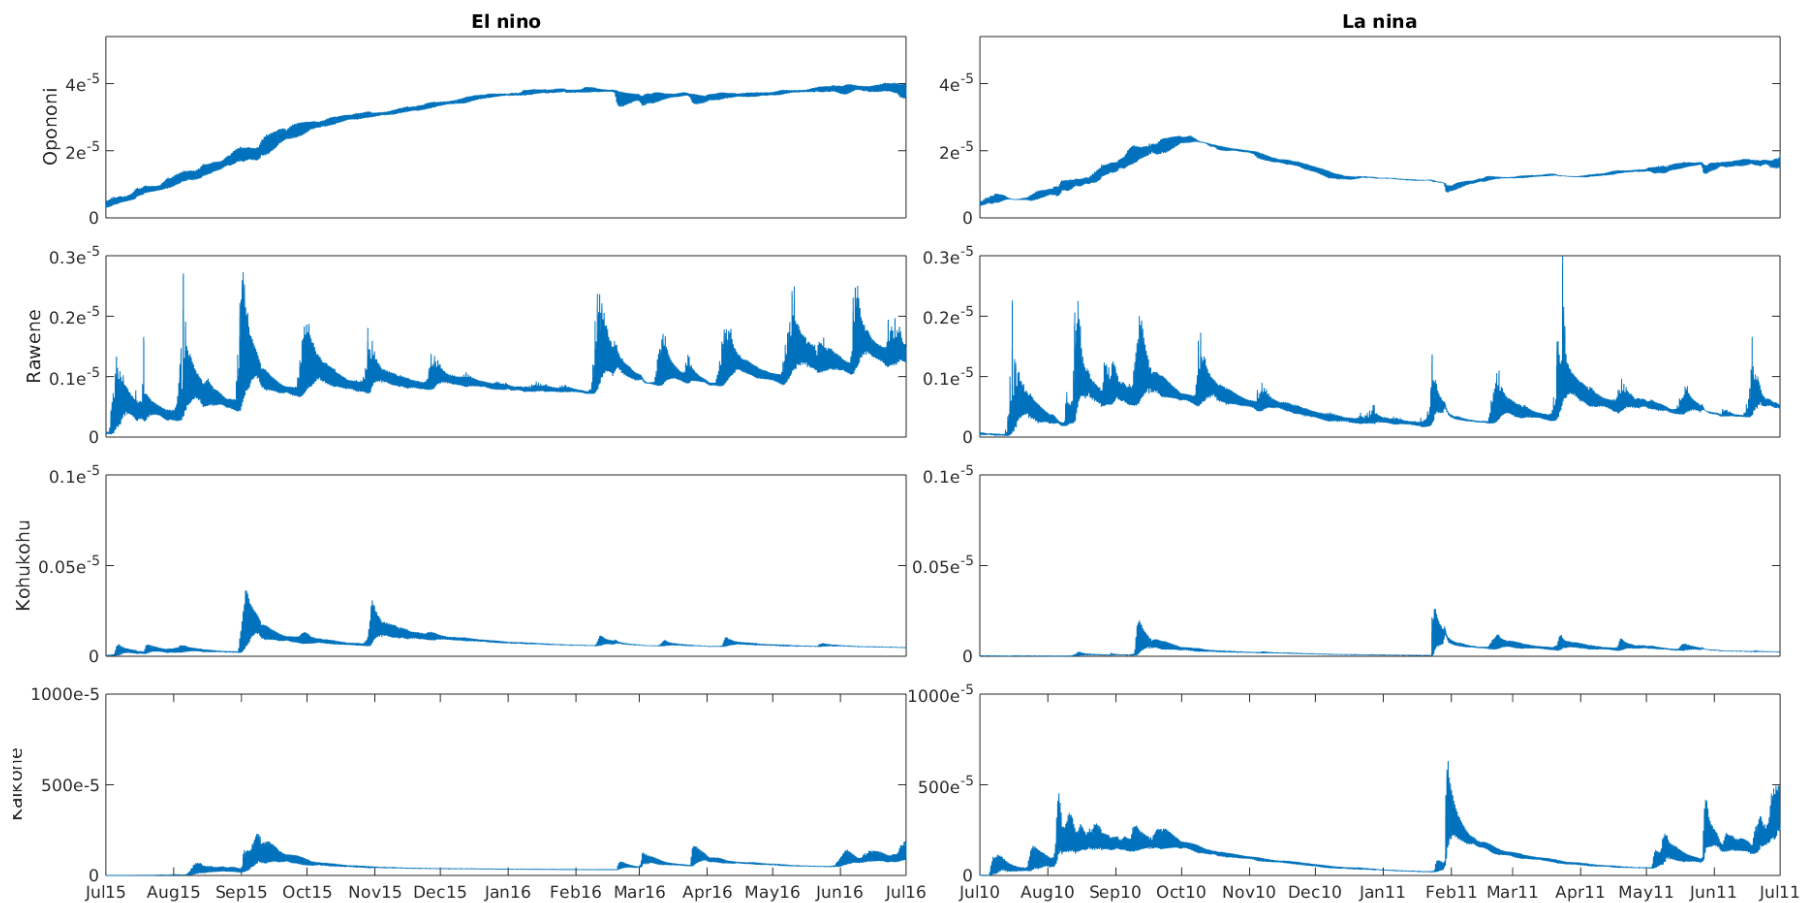 El nino
La nina
Opononi
4e-5
2e-5
0
4e-5
2e-5
0
Rawene
0.3e-5
0.2e-5
0.1e-5
0
0.3e-5
0.2e-5
0.1e-5
0
Kohukohu
0.1e-5
0.05e-5
0
0.1e-5
0.05e-5
0
1000e-5
500e-5
0
1000e-5
500e-5
0
Jul15 Aug15 Sep15 Oct15 Nov15 Dec15 Jan16 Feb16 Mar16 Apr16 May16 Jun16 Jul16
Jul10 Aug10 Sep10 Oct10 Nov10 Dec10 Jan11 Feb11 Mar11 Apr11 May11 Jun11 Jul11